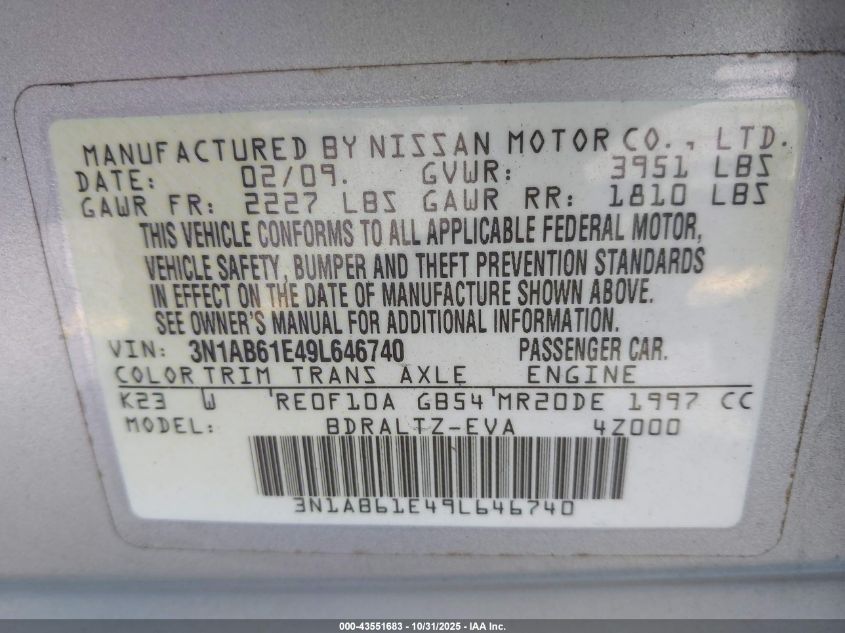 MANUFACTURED BY NISSAN MOTOR CO., LTD.
DATE: 02/09. GVWR: 3951 LBS
GAWR FR: 2227 LBS GAWR RR: 1810 LBS
THIS VEHICLE CONFORMS TO ALL APPLICABLE FEDERAL MOTOR,
VEHICLE SAFETY, BUMPER AND THEFT PREVENTION STANDARDS
IN EFFECT ON THE DATE OF MANUFACTURE SHOWN ABOVE.
SEE OWNER'S MANUAL FOR ADDITIONAL INFORMATION.
VIN: 3N1AB61E49L646740 PASSENGER CAR.
COLOR TRIM TRANS AXLE ENGINE
K23 W 'RE0F10A GB54'MR20DE 1997 CC
MODEL: BDRALTZ-EVA 4Z000
3N1AB61E49L646740
000-43551683 / 10/31/2025 - IAA Inc.